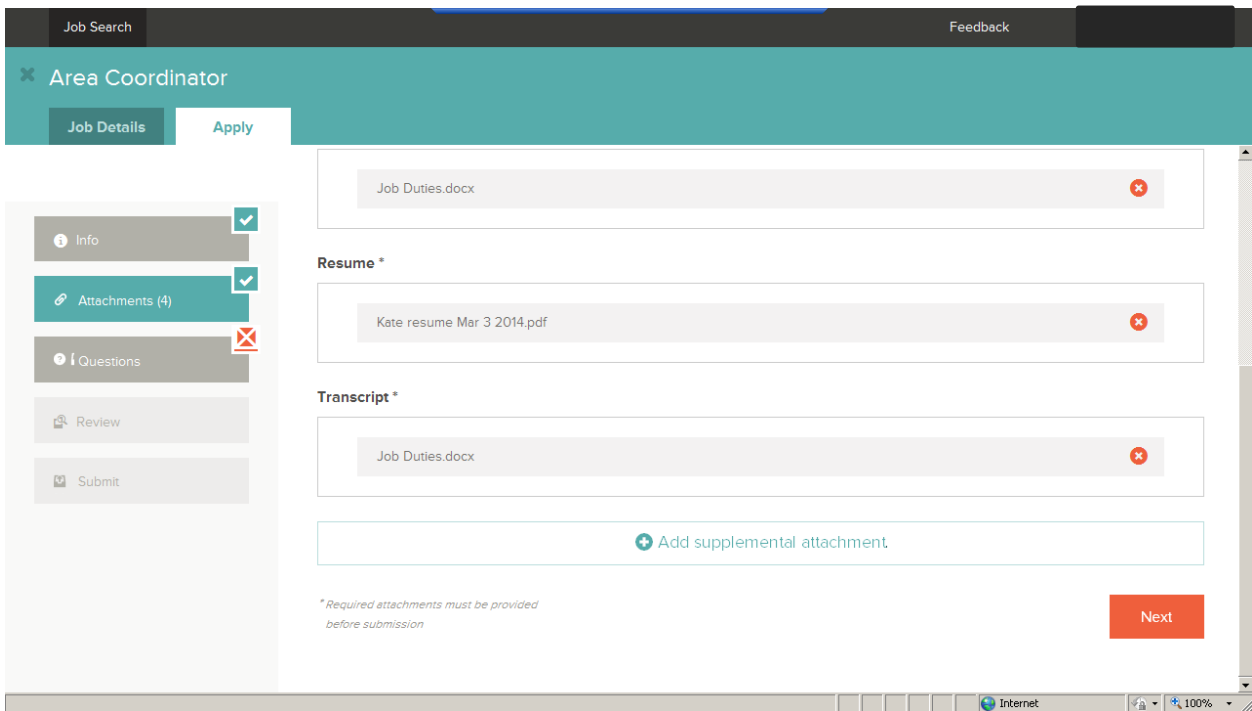 Job Search
Feedback
Area Coordinator
Job Details
Apply
Job Duties.docx
Info
Attachments (4)
Questions
Review
Submit
Resume *
Kate resume Mar 3 2014.pdf
Transcript *
Job Duties.docx
Add supplemental attachment.
* Required attachments must be provided
before submission
Next
Internet
100%